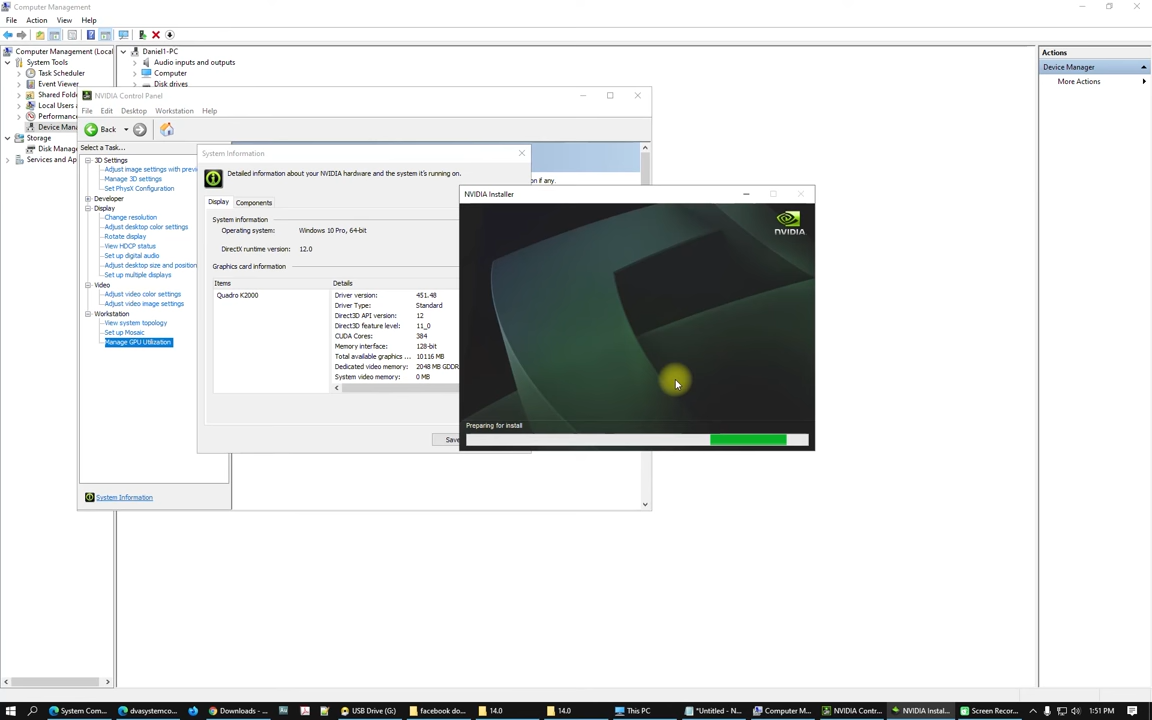 Computer Management
File Action View Help
Computer Management (Local
System Tools
Task Scheduler
Event Viewer
Shared Folde
Local Users a
Performance
Device Mana
Storage
Disk Manage
Services and Ap
Daniel1-PC
Audio inputs and outputs
Computer
Disk drives
Actions
Device Manager
More Actions
NVIDIA Control Panel
File Edit Desktop Workstation Help
Back
Select a Task...
3D Settings
Adjust image settings with previ
Manage 3D settings
Set PhysX Configuration
Developer
Display
Change resolution
Adjust desktop color settings
Rotate display
View HDCP status
Set up digital audio
Adjust desktop size and position
Set up multiple displays
Video
Adjust video color settings
Adjust video image settings
Workstation
View system topology
Set up Mosaic
Manage GPU Utilization
System Information
on if any.
System Information
Detailed information about your NVIDIA hardware and the system it's running on.
Display Components
System information
Operating system: Windows 10 Pro, 64-bit
DirectX runtime version: 12.0
Graphics card information
Items Details
Quadro K2000
Driver version: 451.48
Driver Type: Standard
Direct3D API version: 12
Direct3D feature level: 11_0
CUDA Cores: 384
Memory interface: 128-bit
Total available graphics ... 10116 MB
Dedicated video memory: 2048 MB GDDR
System video memory: 0 MB
Save
NVIDIA Installer
NVIDIA.
Preparing for install
System Com... dvasystemco... Downloads - ... USB Drive (G:) facebook do... 14.0 14.0 This PC *Untitled - N... Computer M... NVIDIA Contr... NVIDIA Instal... Screen Recor... 1:51 PM